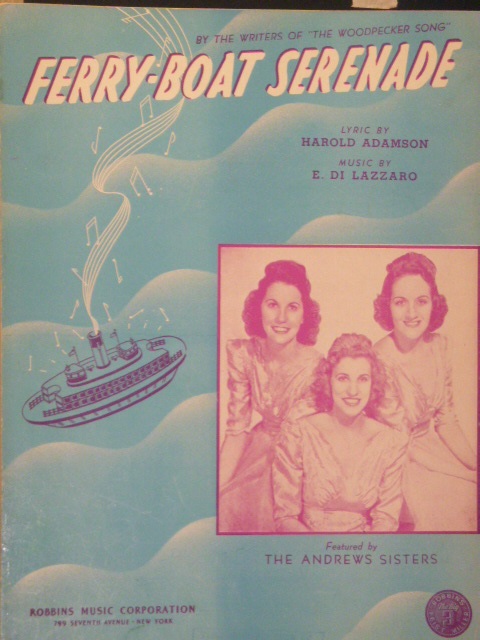 BY THE WRITERS OF "THE WOODPECKER SONG"
FERRY-BOAT SERENADE
LYRIC BY
HAROLD ADAMSON
MUSIC BY
E. DI LAZZARO
Featured by
THE ANDREWS SISTERS
ROBBINS MUSIC CORPORATION
799 SEVENTH AVENUE · NEW YORK
ROBBINS